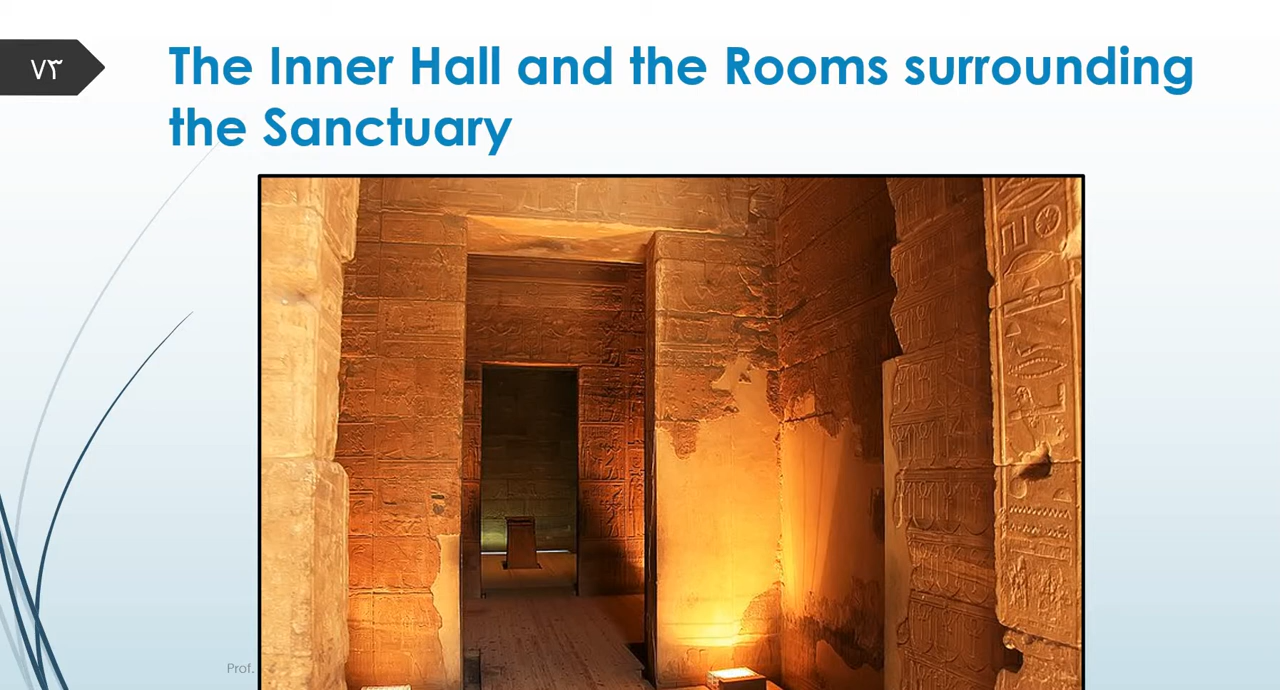 ٧٣
The Inner Hall and the Rooms surrounding
the Sanctuary
Prof.